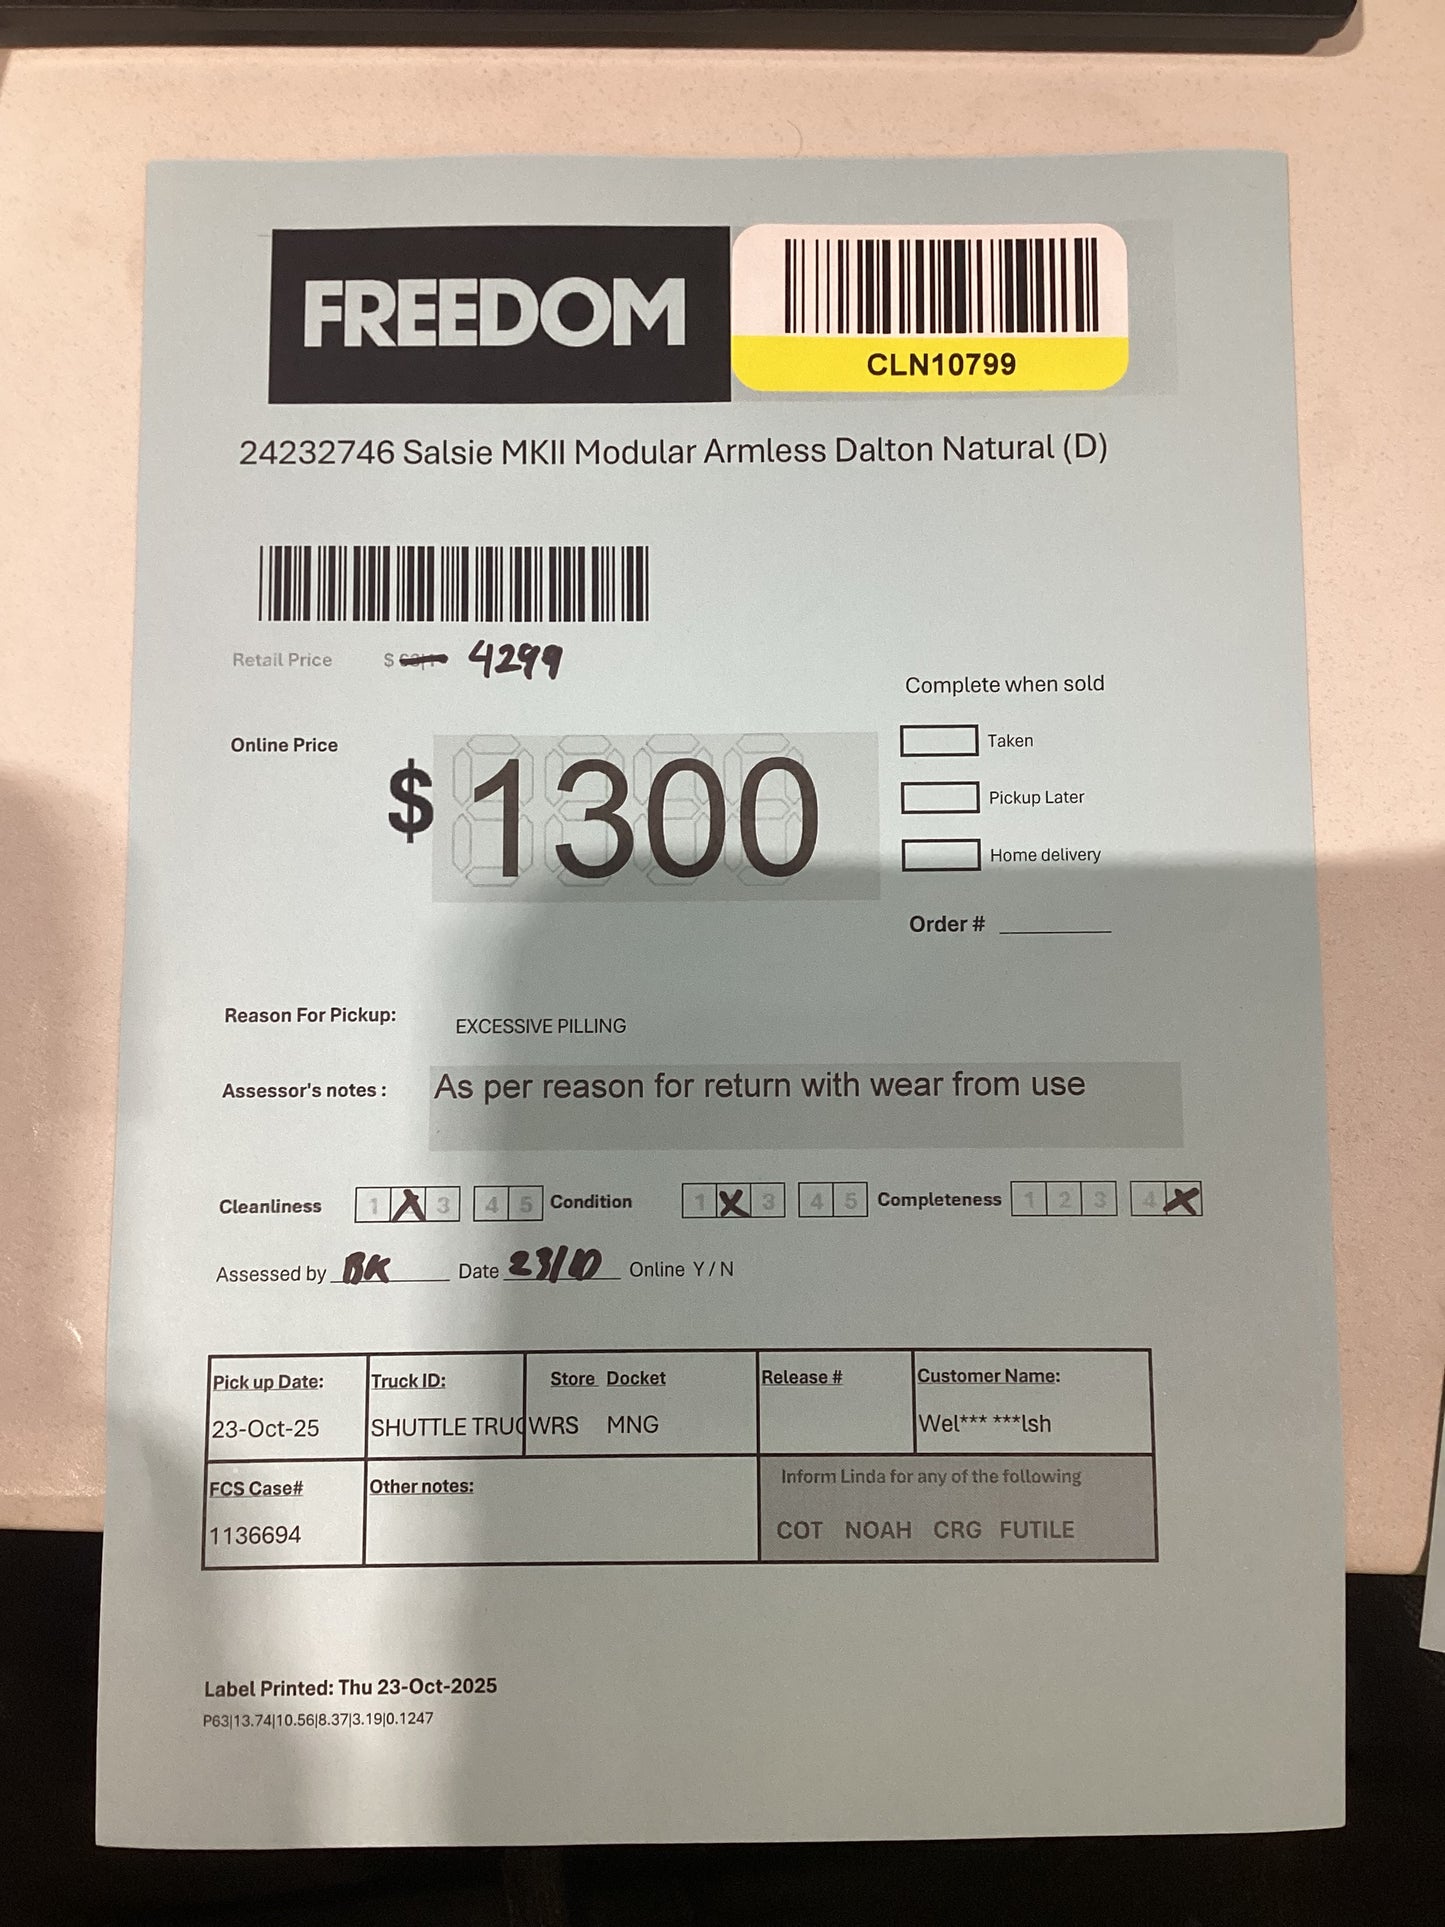 FREEDOM
CLN10799
24232746 Salsie MKII Modular Armless Dalton Natural (D)
Retail Price $ 4299
Complete when sold
Online Price
$ 1300
Taken
Pickup Later
Home delivery
Order #
Reason For Pickup: EXCESSIVE PILLING
Assessor's notes : As per reason for return with wear from use
Cleanliness 1 3 4 5 Condition 1 3 4 5 Completeness 1 2 3 4
Assessed by BK Date 23/10 Online Y / N
Pick up Date: Truck ID: Store Docket Release # Customer Name:
23-Oct-25 SHUTTLE TRUC WRS MNG Wel*** ***lsh
FCS Case# Other notes: Inform Linda for any of the following
1136694 COT NOAH CRG FUTILE
Label Printed: Thu 23-Oct-2025
P63|13.74|10.56|8.37|3.19|0.1247